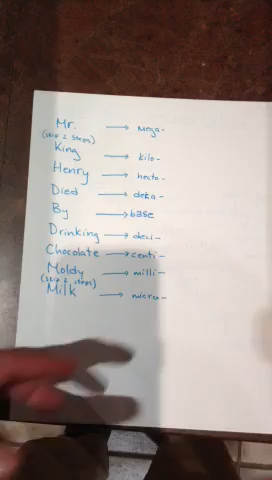 Mr. → mega-
(skip 2 steps)
King → kilo-
Henry → hecto-
Died → deka-
By → base
Drinking → deci-
Chocolate → centi-
Moldy → milli-
(skip 2 steps)
Milk → micro-